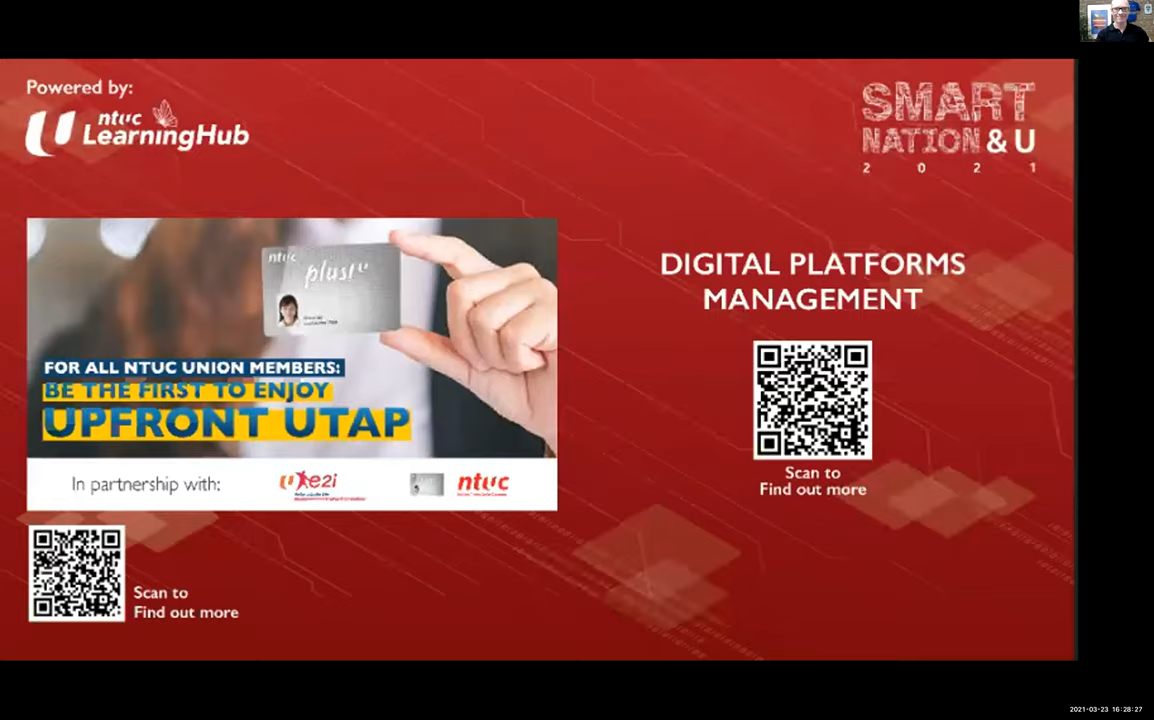 Powered by:
ntuc
LearningHub
SMART
NATION & U
2 0 2 1
ntuc
plus!
FOR ALL NTUC UNION MEMBERS:
BE THE FIRST TO ENJOY
UPFRONT UTAP
In partnership with:
e2i
ntuc
Scan to
Find out more
DIGITAL PLATFORMS
MANAGEMENT
Scan to
Find out more
2021-03-23 16:28:27